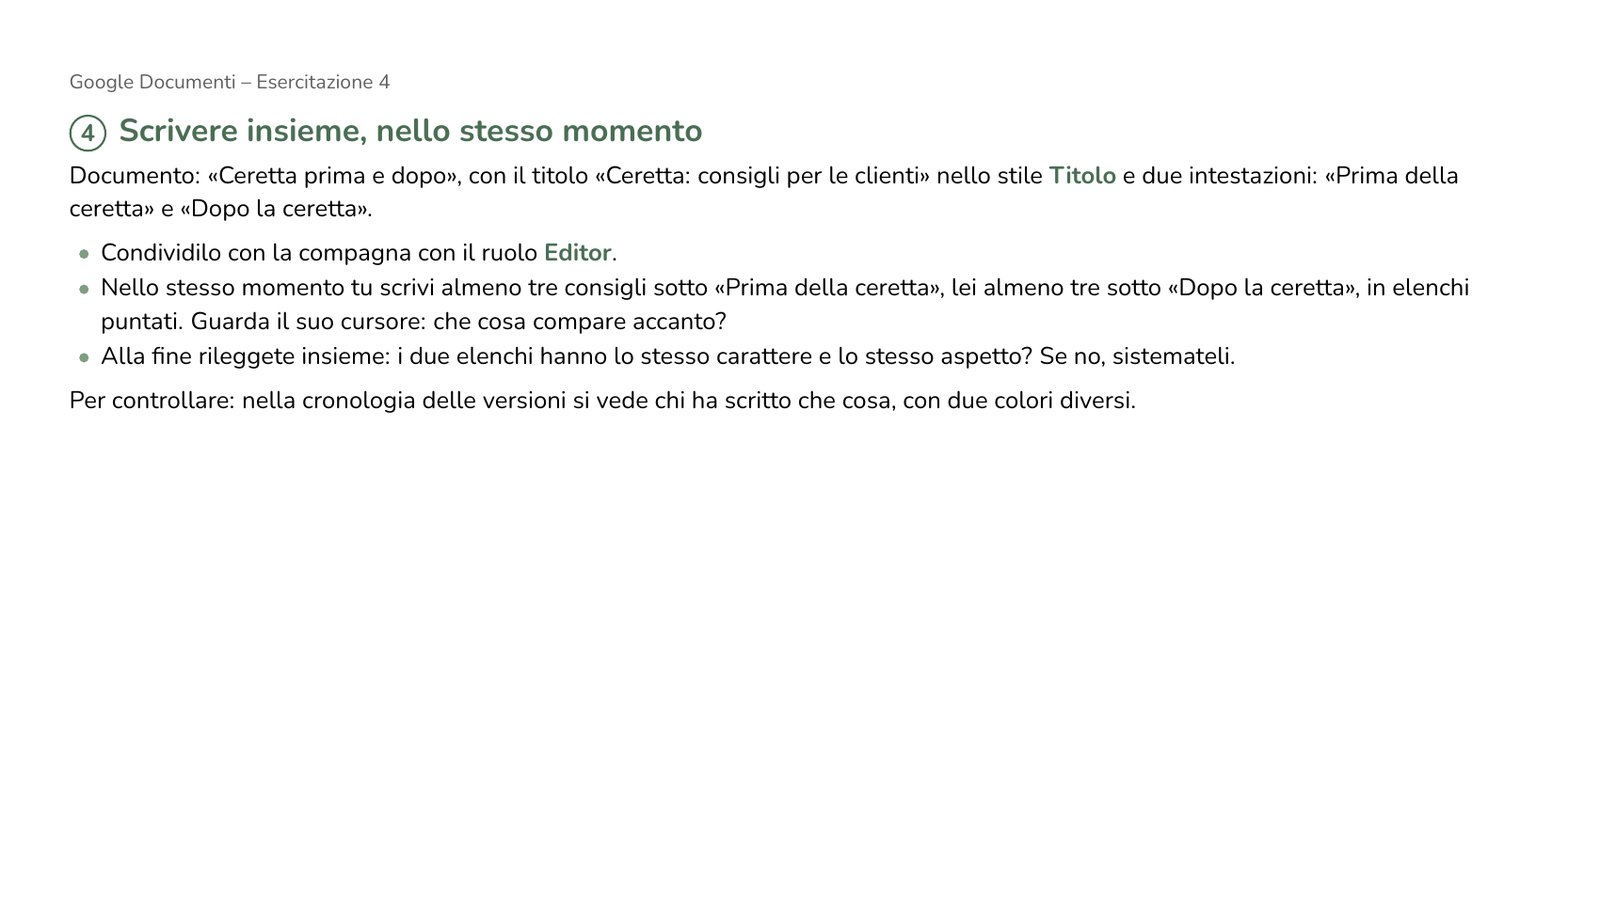 Google Documenti – Esercitazione 4
4 Scrivere insieme, nello stesso momento
Documento: «Ceretta prima e dopo», con il titolo «Ceretta: consigli per le clienti» nello stile Titolo e due intestazioni: «Prima della
ceretta» e «Dopo la ceretta».
• Condividilo con la compagna con il ruolo Editor.
• Nello stesso momento tu scrivi almeno tre consigli sotto «Prima della ceretta», lei almeno tre sotto «Dopo la ceretta», in elenchi
puntati. Guarda il suo cursore: che cosa compare accanto?
• Alla fine rileggete insieme: i due elenchi hanno lo stesso carattere e lo stesso aspetto? Se no, sistemateli.
Per controllare: nella cronologia delle versioni si vede chi ha scritto che cosa, con due colori diversi.